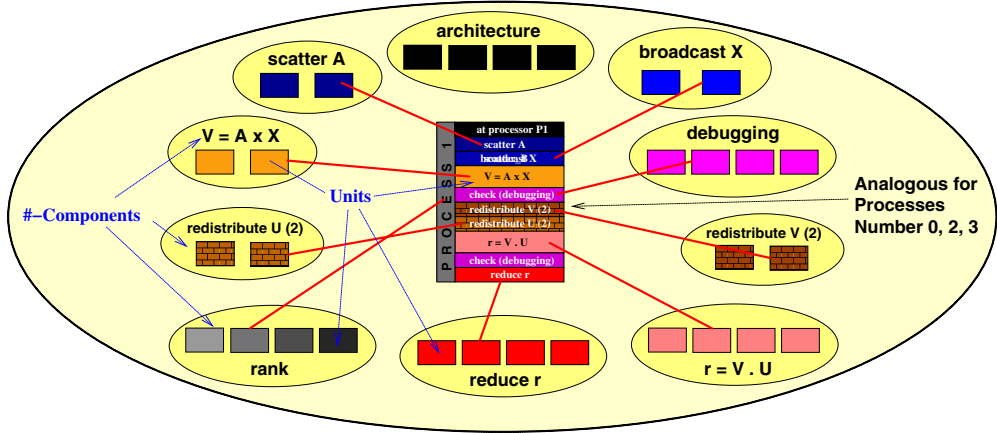 architecture
scatter A
broadcast X
V = A x X
debugging
#-Components
Units
redistribute U (2)
PROCESS 1
at processor P1
scatter A
V = A x X
check (debugging)
redistribute V (2)
redistribute U (2)
r = V . U
check (debugging)
reduce r
Analogous for
Processes
Number 0, 2, 3
redistribute V (2)
rank
reduce r
r = V . U